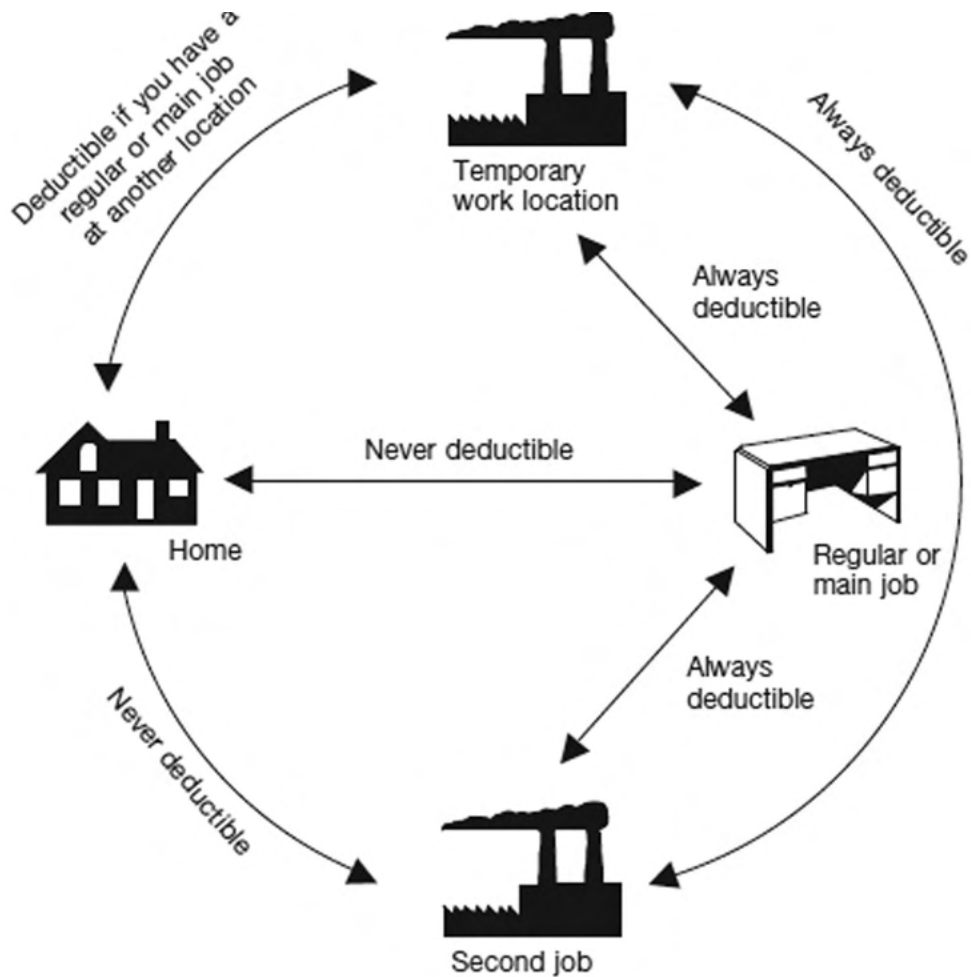 Deductible if you have a
regular or main job
at another location
Temporary
work location
Always deductible
Always
deductible
Never deductible
Home
Regular or
main job
Always
deductible
Never deductible
Second job